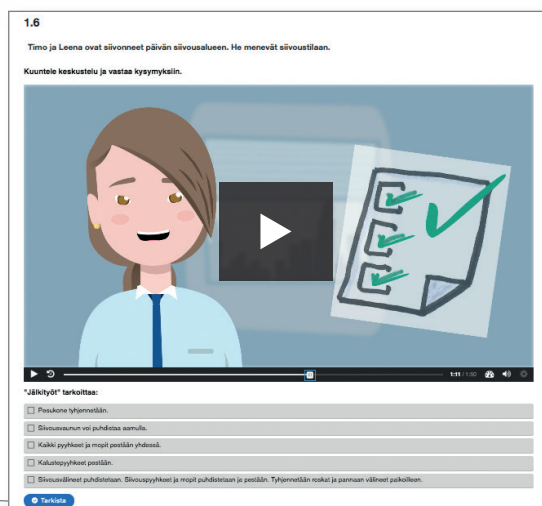 1.6
Timo ja Leena ovat siivonneet päivän siivousalueen. He menevät siivoustilaan.
Kuuntele keskustelu ja vastaa kysymyksiin.
1:11 / 1:50
"Jälkityöt" tarkoittaa:
Pesukone tyhjennetään.
Siivousvaunun voi puhdistaa aamulla.
Kaikki pyyhkeet ja mopit pestään yhdessä.
Kalustepyyhkeet pestään.
Siivousvälineet puhdistetaan. Siivouspyyhkeet ja mopit puhdistetaan ja pestään. Tyhjennetään roskat ja pannaan välineet paikoilleen.
Tarkista